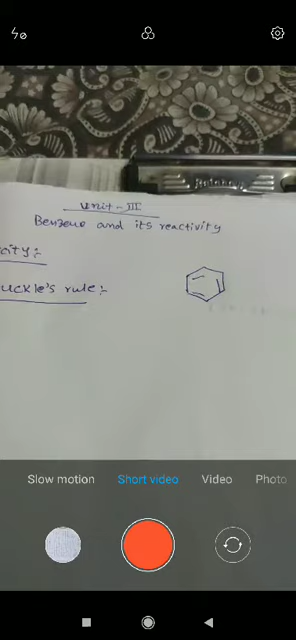 Unit-III
Benzene and its reactivity
city:-
uckle's rule:-
Slow motion Short video Video Photo